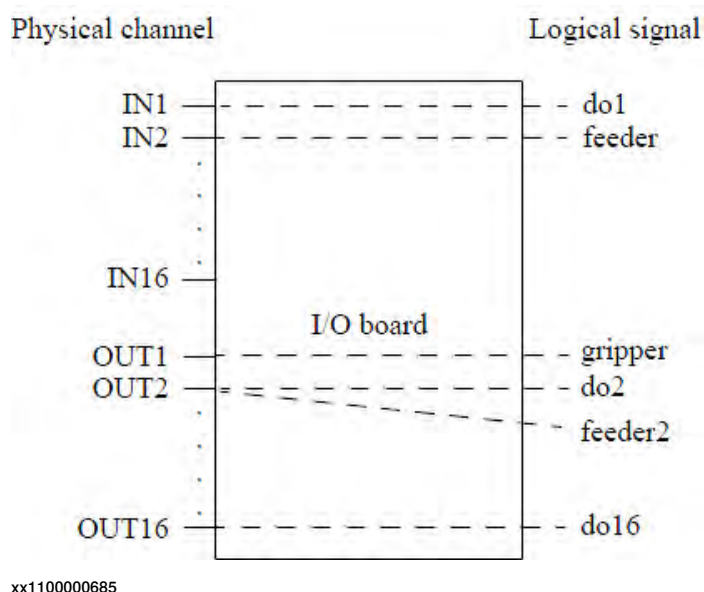 Physical channel Logical signal
IN1 do1
IN2 feeder
IN16
I/O board
OUT1 gripper
OUT2 do2
feeder2
OUT16 do16
xx1100000685